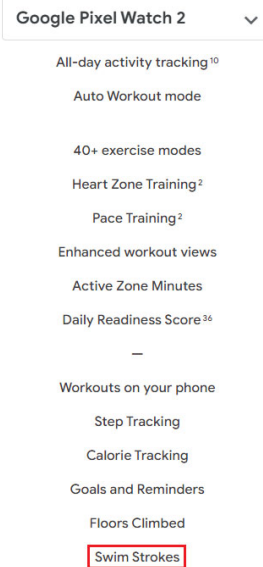 Google Pixel Watch 2
All-day activity tracking¹⁰
Auto Workout mode
40+ exercise modes
Heart Zone Training²
Pace Training²
Enhanced workout views
Active Zone Minutes
Daily Readiness Score³⁶
—
Workouts on your phone
Step Tracking
Calorie Tracking
Goals and Reminders
Floors Climbed
Swim Strokes